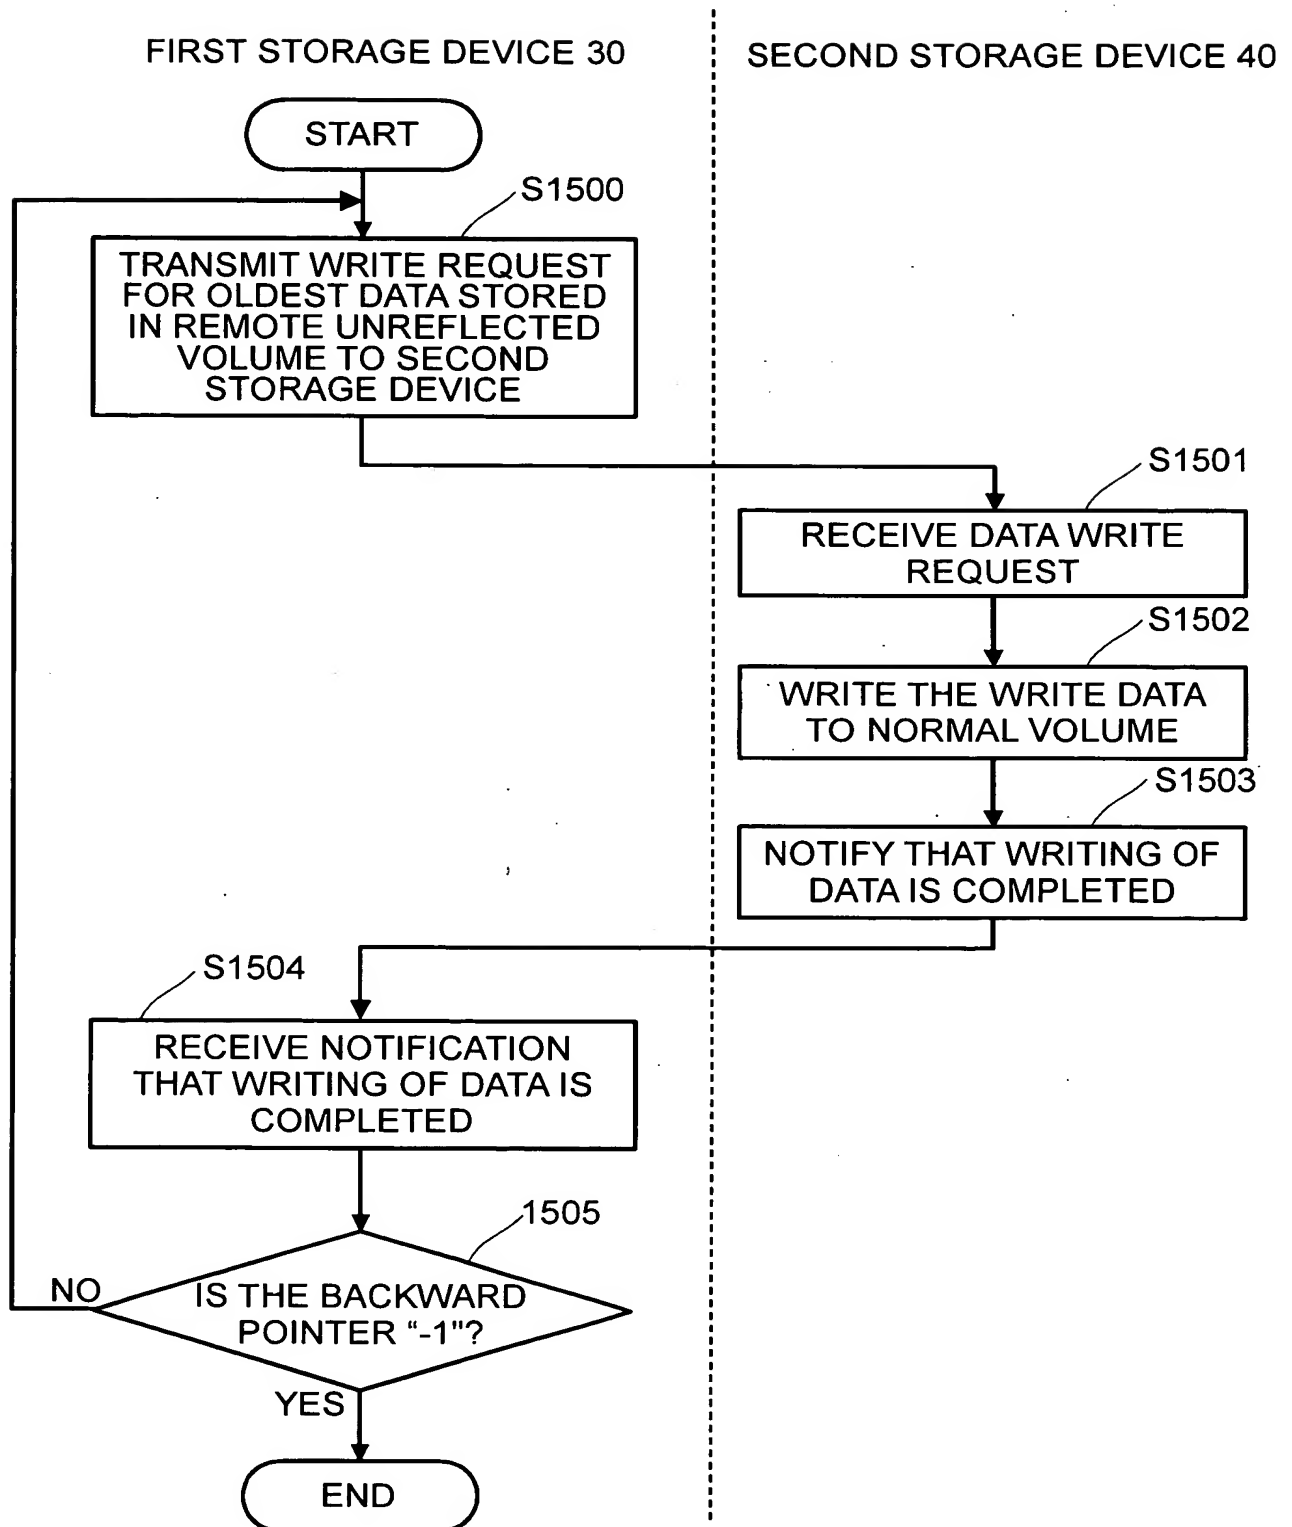 FIRST STORAGE DEVICE 30
SECOND STORAGE DEVICE 40
START
S1500
TRANSMIT WRITE REQUEST
FOR OLDEST DATA STORED
IN REMOTE UNREFLECTED
VOLUME TO SECOND
STORAGE DEVICE
S1501
RECEIVE DATA WRITE
REQUEST
S1502
WRITE THE WRITE DATA
TO NORMAL VOLUME
S1503
NOTIFY THAT WRITING OF
DATA IS COMPLETED
S1504
RECEIVE NOTIFICATION
THAT WRITING OF DATA IS
COMPLETED
1505
NO
IS THE BACKWARD
POINTER “-1"?
YES
END